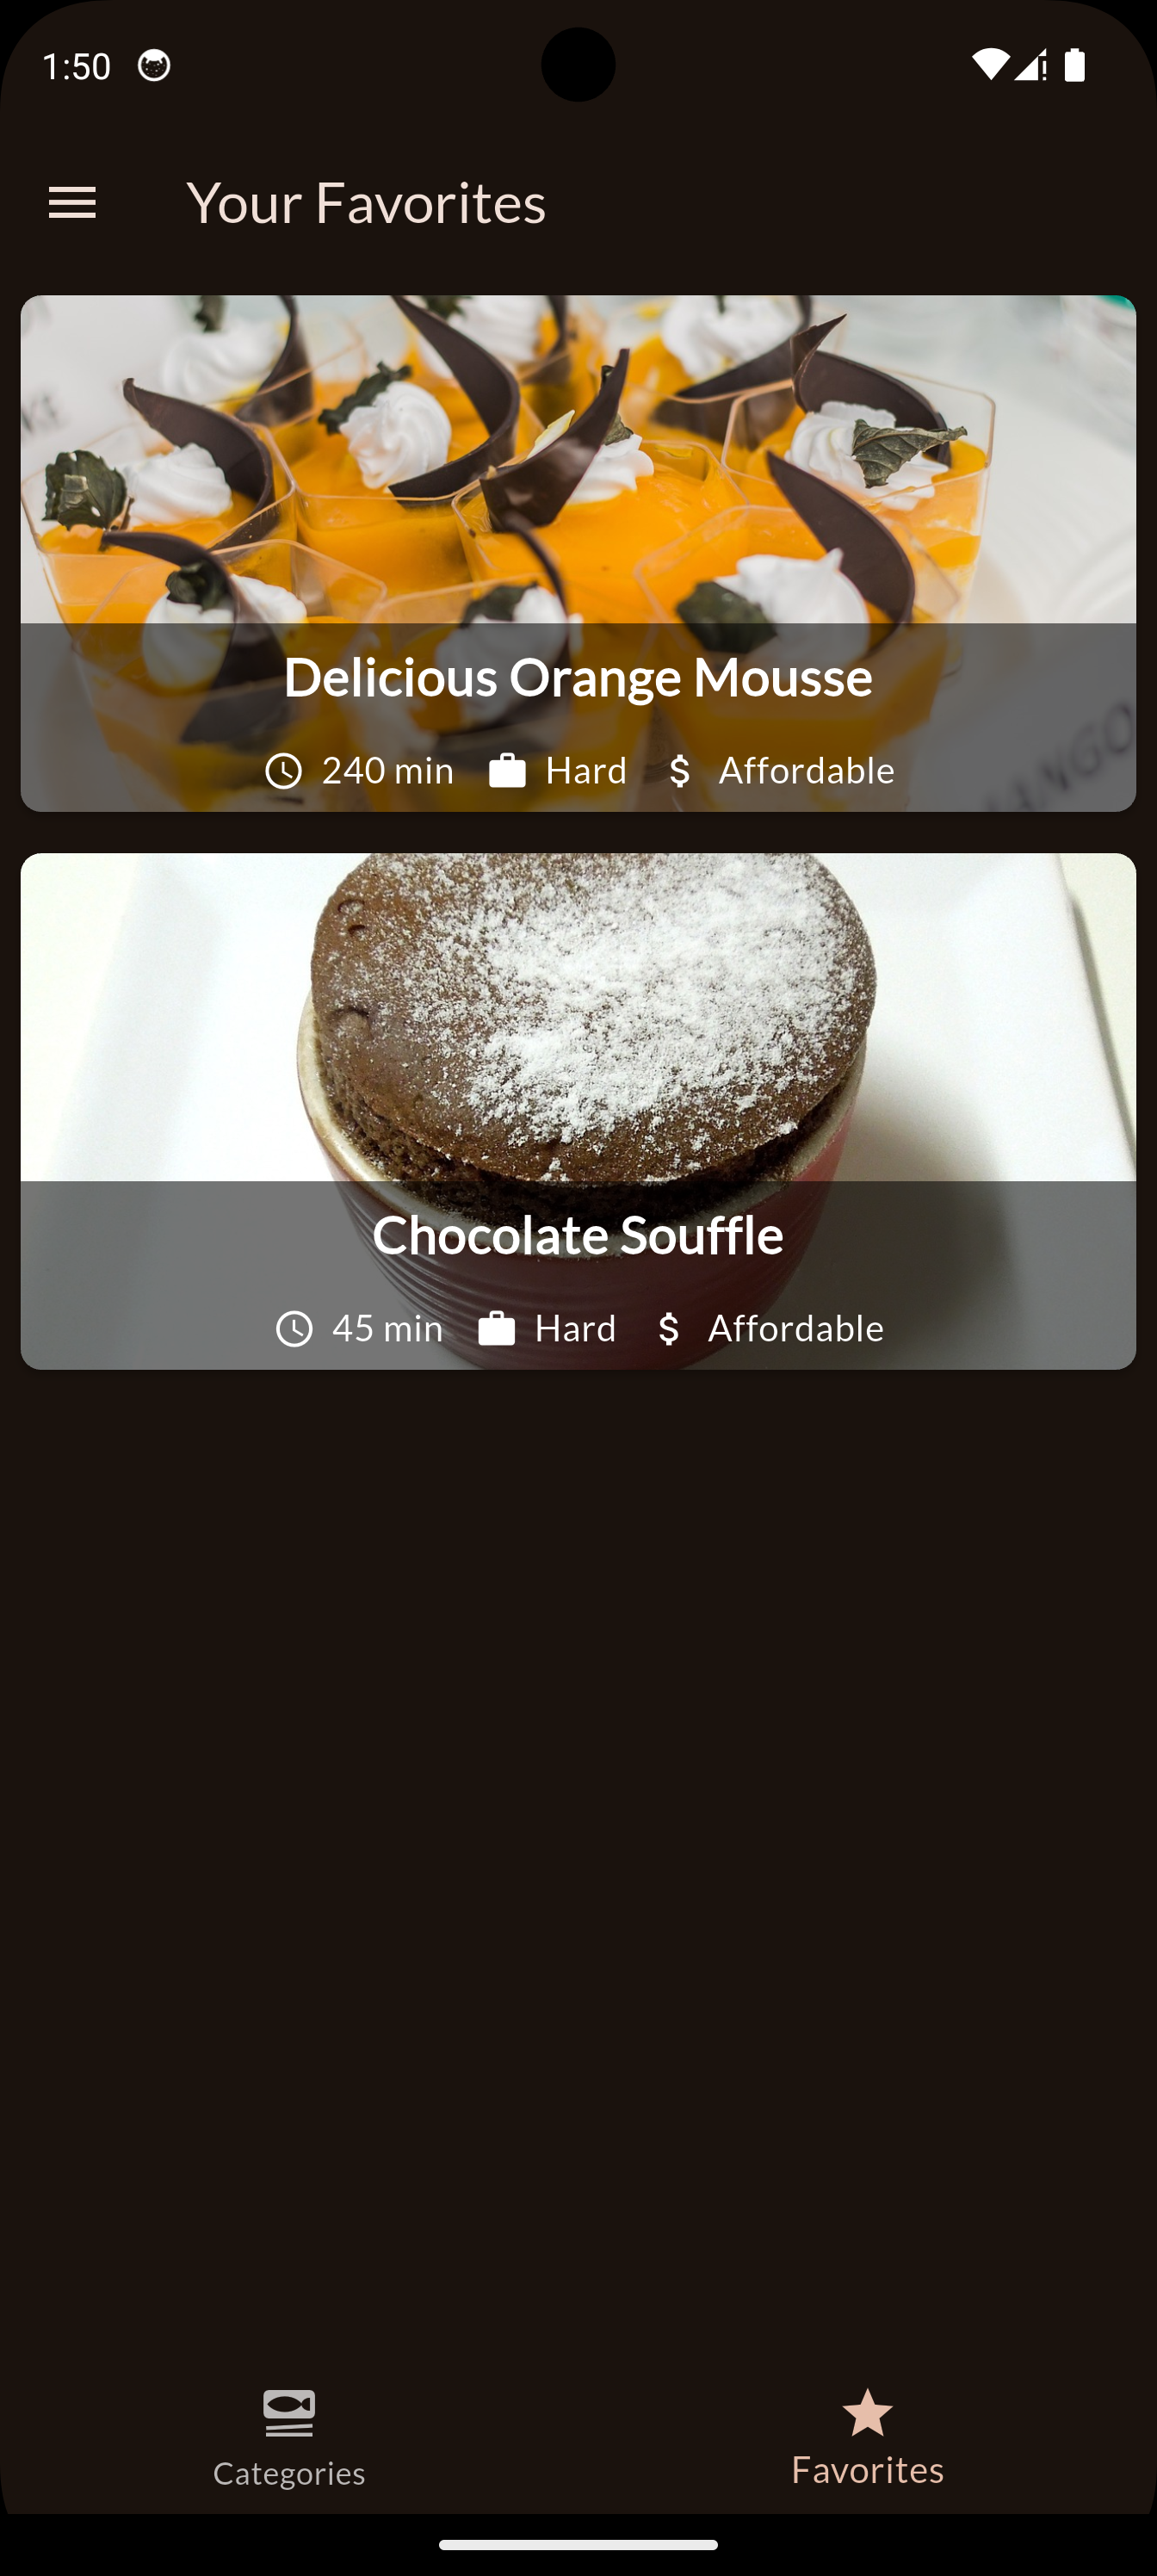 1:50
Your Favorites
Delicious Orange Mousse
240 min Hard Affordable
Chocolate Souffle
45 min Hard Affordable
Categories
Favorites